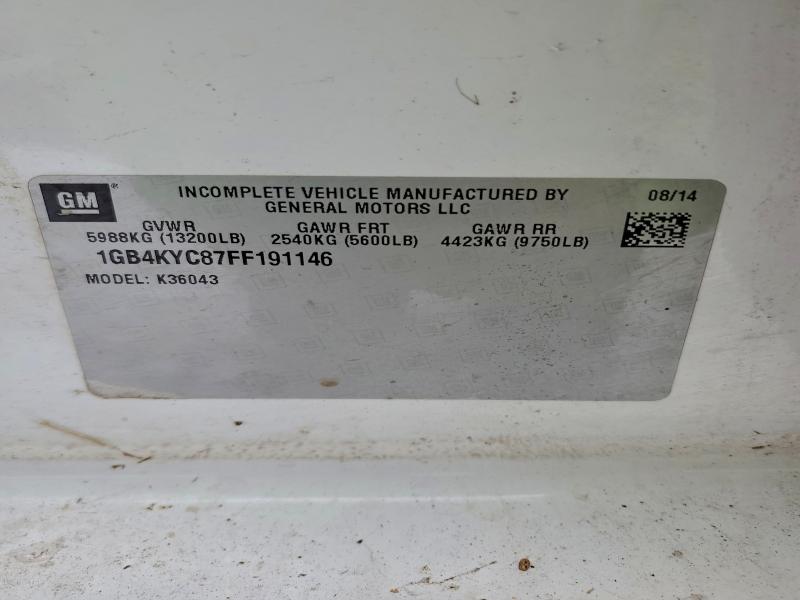 GM®
INCOMPLETE VEHICLE MANUFACTURED BY
GENERAL MOTORS LLC
08/14
GVWR GAWR FRT GAWR RR
5988KG (13200LB) 2540KG (5600LB) 4423KG (9750LB)
1GB4KYC87FF191146
MODEL: K36043